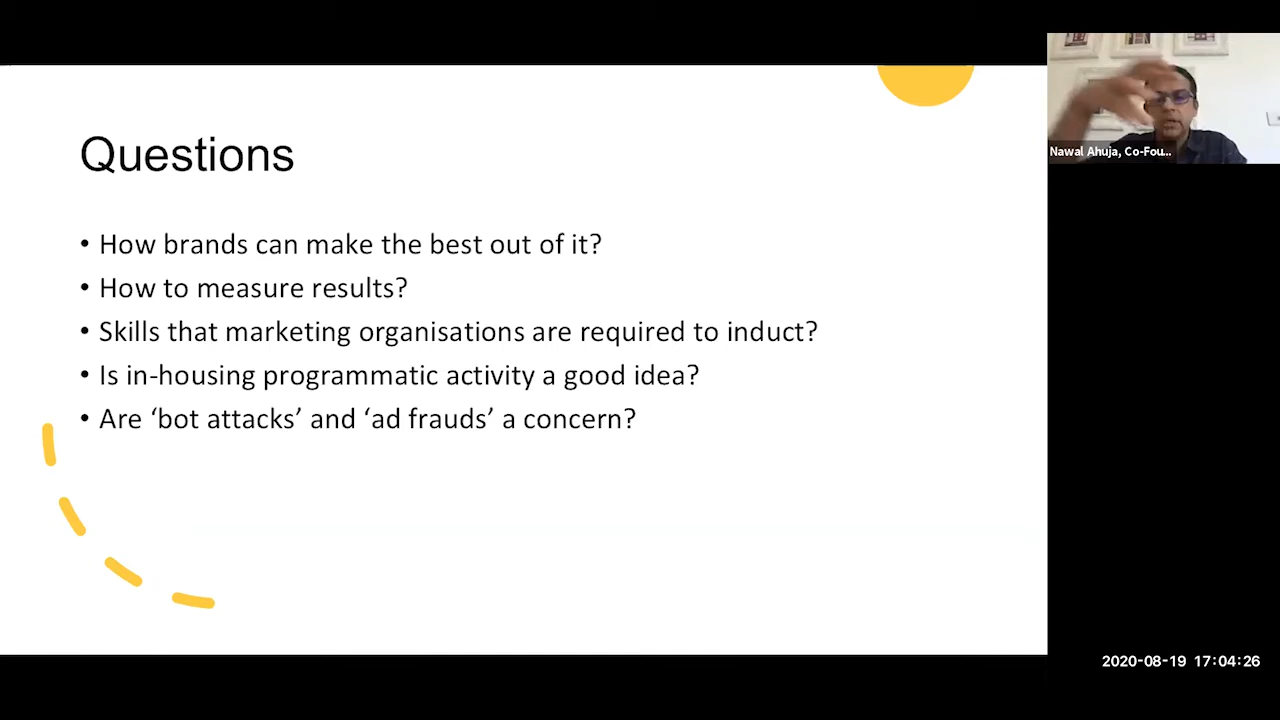 Questions
• How brands can make the best out of it?
• How to measure results?
• Skills that marketing organisations are required to induct?
• Is in-housing programmatic activity a good idea?
• Are ‘bot attacks’ and ‘ad frauds’ a concern?
Nawal Ahuja, Co-Fou...
2020-08-19 17:04:26